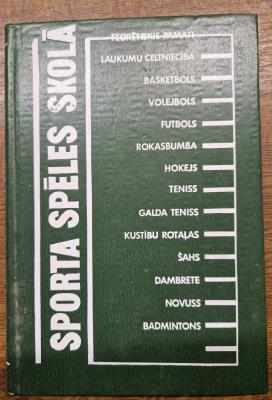 SPORTA SPĒLES SKOLĀ
TEORĒTISKIE PAMATI
LAUKUMU CELTNIECĪBA
BASKETBOLS
VOLEJBOLS
FUTBOLS
ROKASBUMBA
HOKEJS
TENISS
GALDA TENISS
KUSTĪBU ROTAĻAS
ŠAHS
DAMBRETE
NOVUSS
BADMINTONS